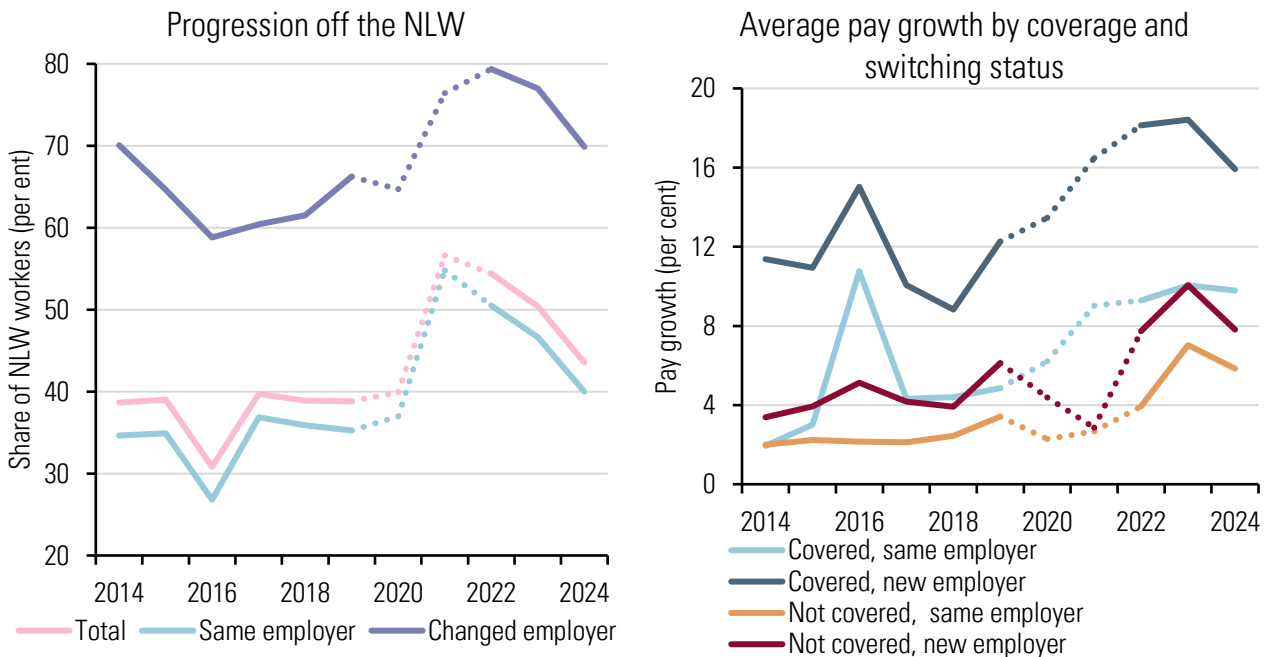 Progression off the NLW
Share of NLW workers (per ent)
80
70
60
50
40
30
20
2014 2016 2018 2020 2022 2024
Total Same employer Changed employer
Average pay growth by coverage and
switching status
Pay growth (per cent)
20
16
12
8
4
0
2014 2016 2018 2020 2022 2024
Covered, same employer
Covered, new employer
Not covered, same employer
Not covered, new employer